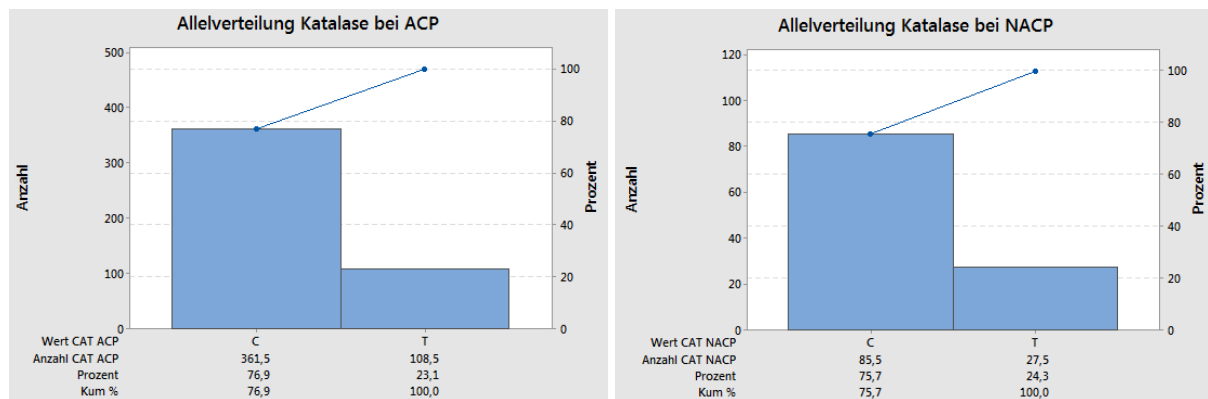 Allelverteilung Katalase bei ACP
500
400
300
200
100
0
Anzahl
100
80
60
40
20
0
Prozent
Wert CAT ACP C T
Anzahl CAT ACP 361,5 108,5
Prozent 76,9 23,1
Kum % 76,9 100,0
Allelverteilung Katalase bei NACP
120
100
80
60
40
20
0
Anzahl
100
80
60
40
20
0
Prozent
Wert CAT NACP C T
Anzahl CAT NACP 85,5 27,5
Prozent 75,7 24,3
Kum % 75,7 100,0